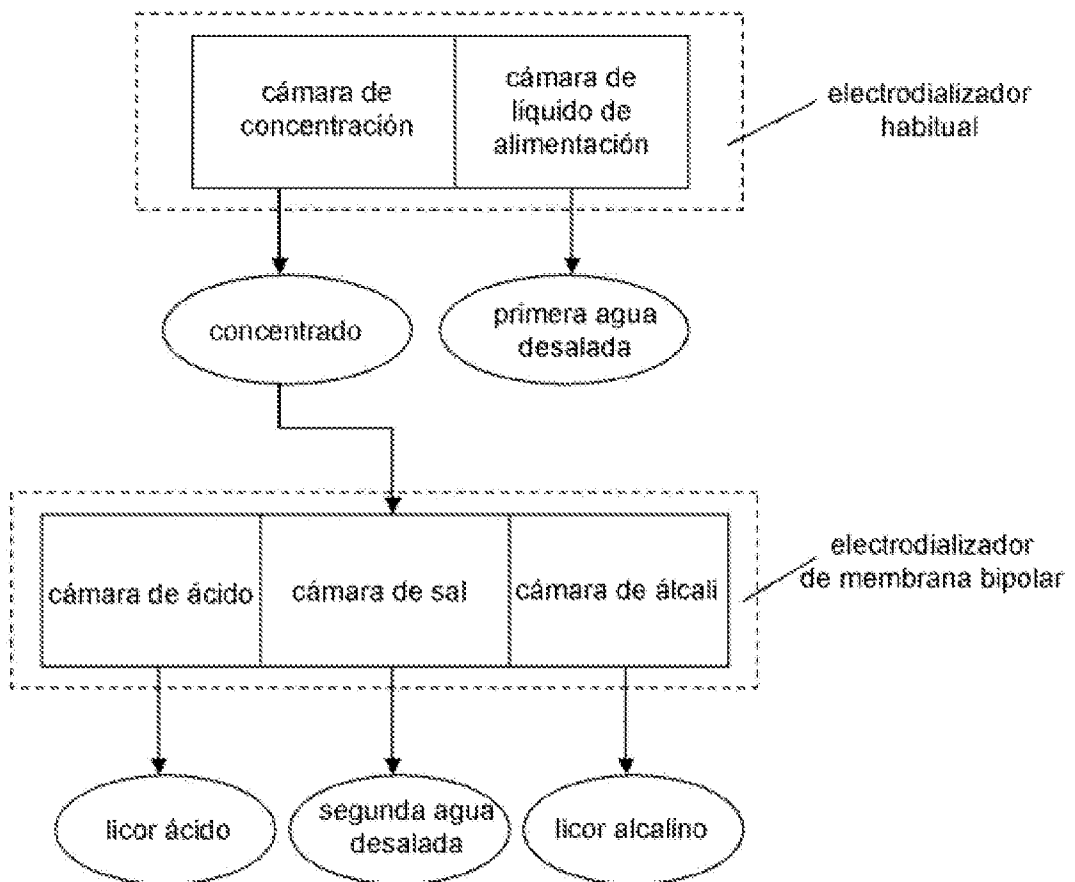 cámara de
concentración
cámara de
líquido de
alimentación
electrodializador
habitual
concentrado
primera agua
desalada
cámara de ácido
cámara de sal
cámara de álcali
electrodializador
de membrana bipolar
licor ácido
segunda agua
desalada
licor alcalino